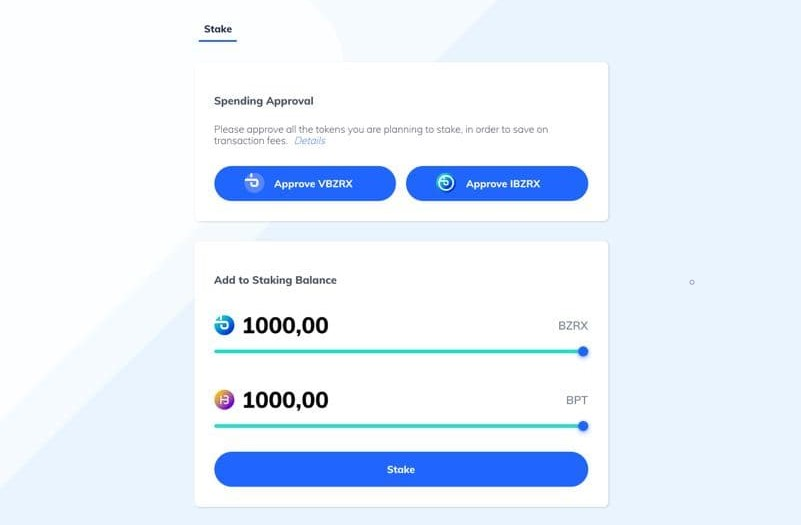 Stake
Spending Approval
Please approve all the tokens you are planning to stake, in order to save on
transaction fees. Details
Approve VBZRX
Approve IBZRX
Add to Staking Balance
1000,00
BZRX
1000,00
BPT
Stake